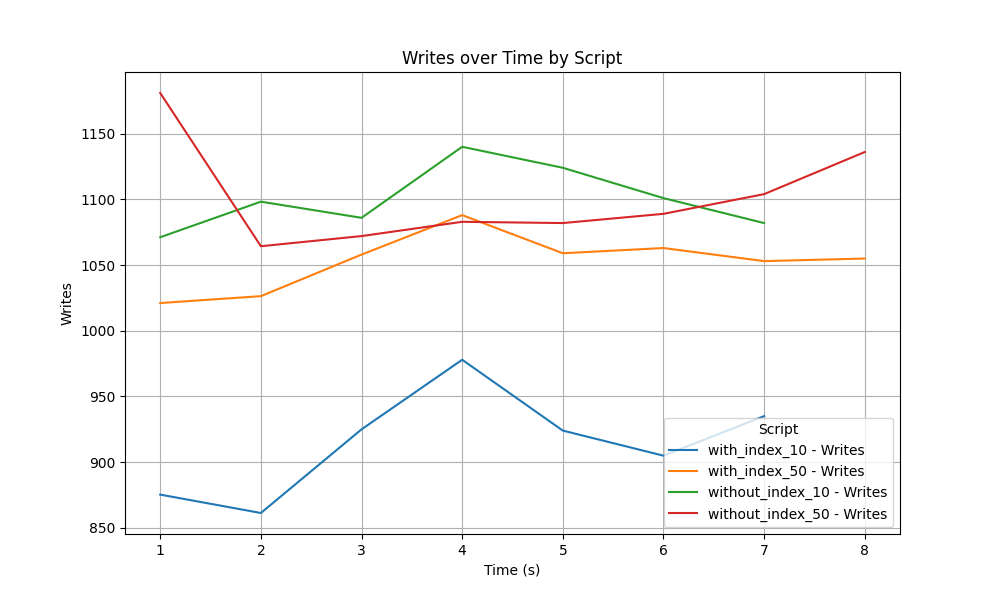 Writes over Time by Script
Writes
1150
1100
1050
1000
950
900
850
Script
with_index_10 - Writes
with_index_50 - Writes
without_index_10 - Writes
without_index_50 - Writes
1 2 3 4 5 6 7 8
Time (s)